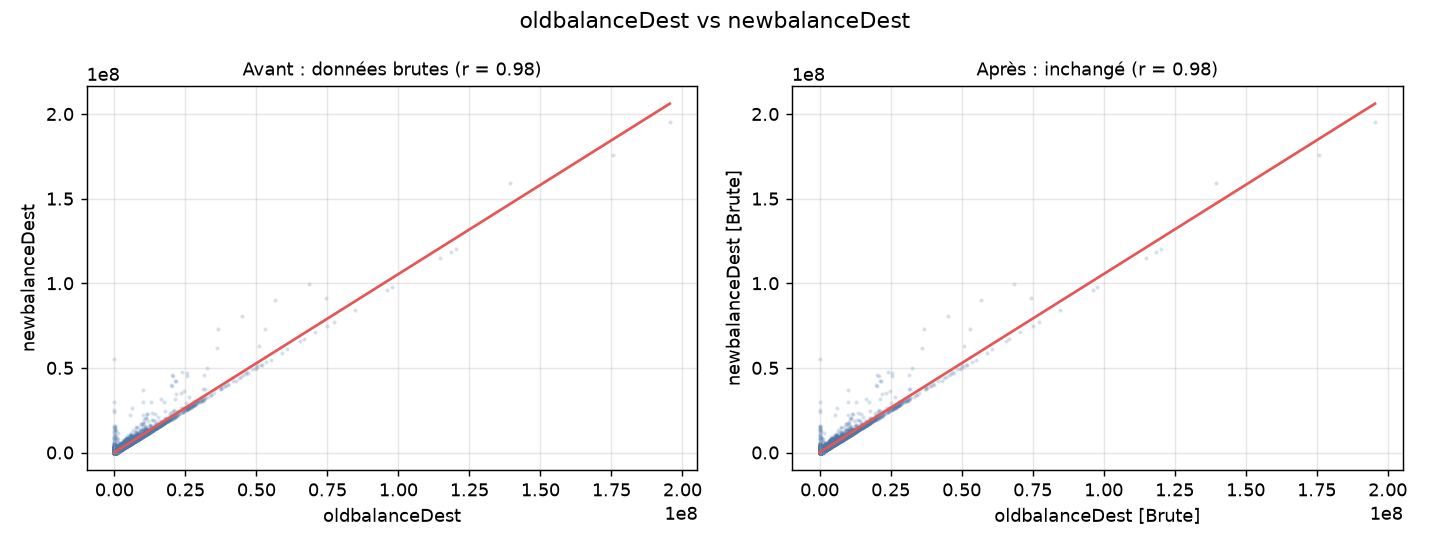 oldbalanceDest vs newbalanceDest
Avant : données brutes (r = 0.98)
1e8
newbalanceDest
2.0
1.5
1.0
0.5
0.0
0.00 0.25 0.50 0.75 1.00 1.25 1.50 1.75 2.00
oldbalanceDest
1e8
Après : inchangé (r = 0.98)
1e8
newbalanceDest [Brute]
2.0
1.5
1.0
0.5
0.0
0.00 0.25 0.50 0.75 1.00 1.25 1.50 1.75 2.00
oldbalanceDest [Brute]
1e8